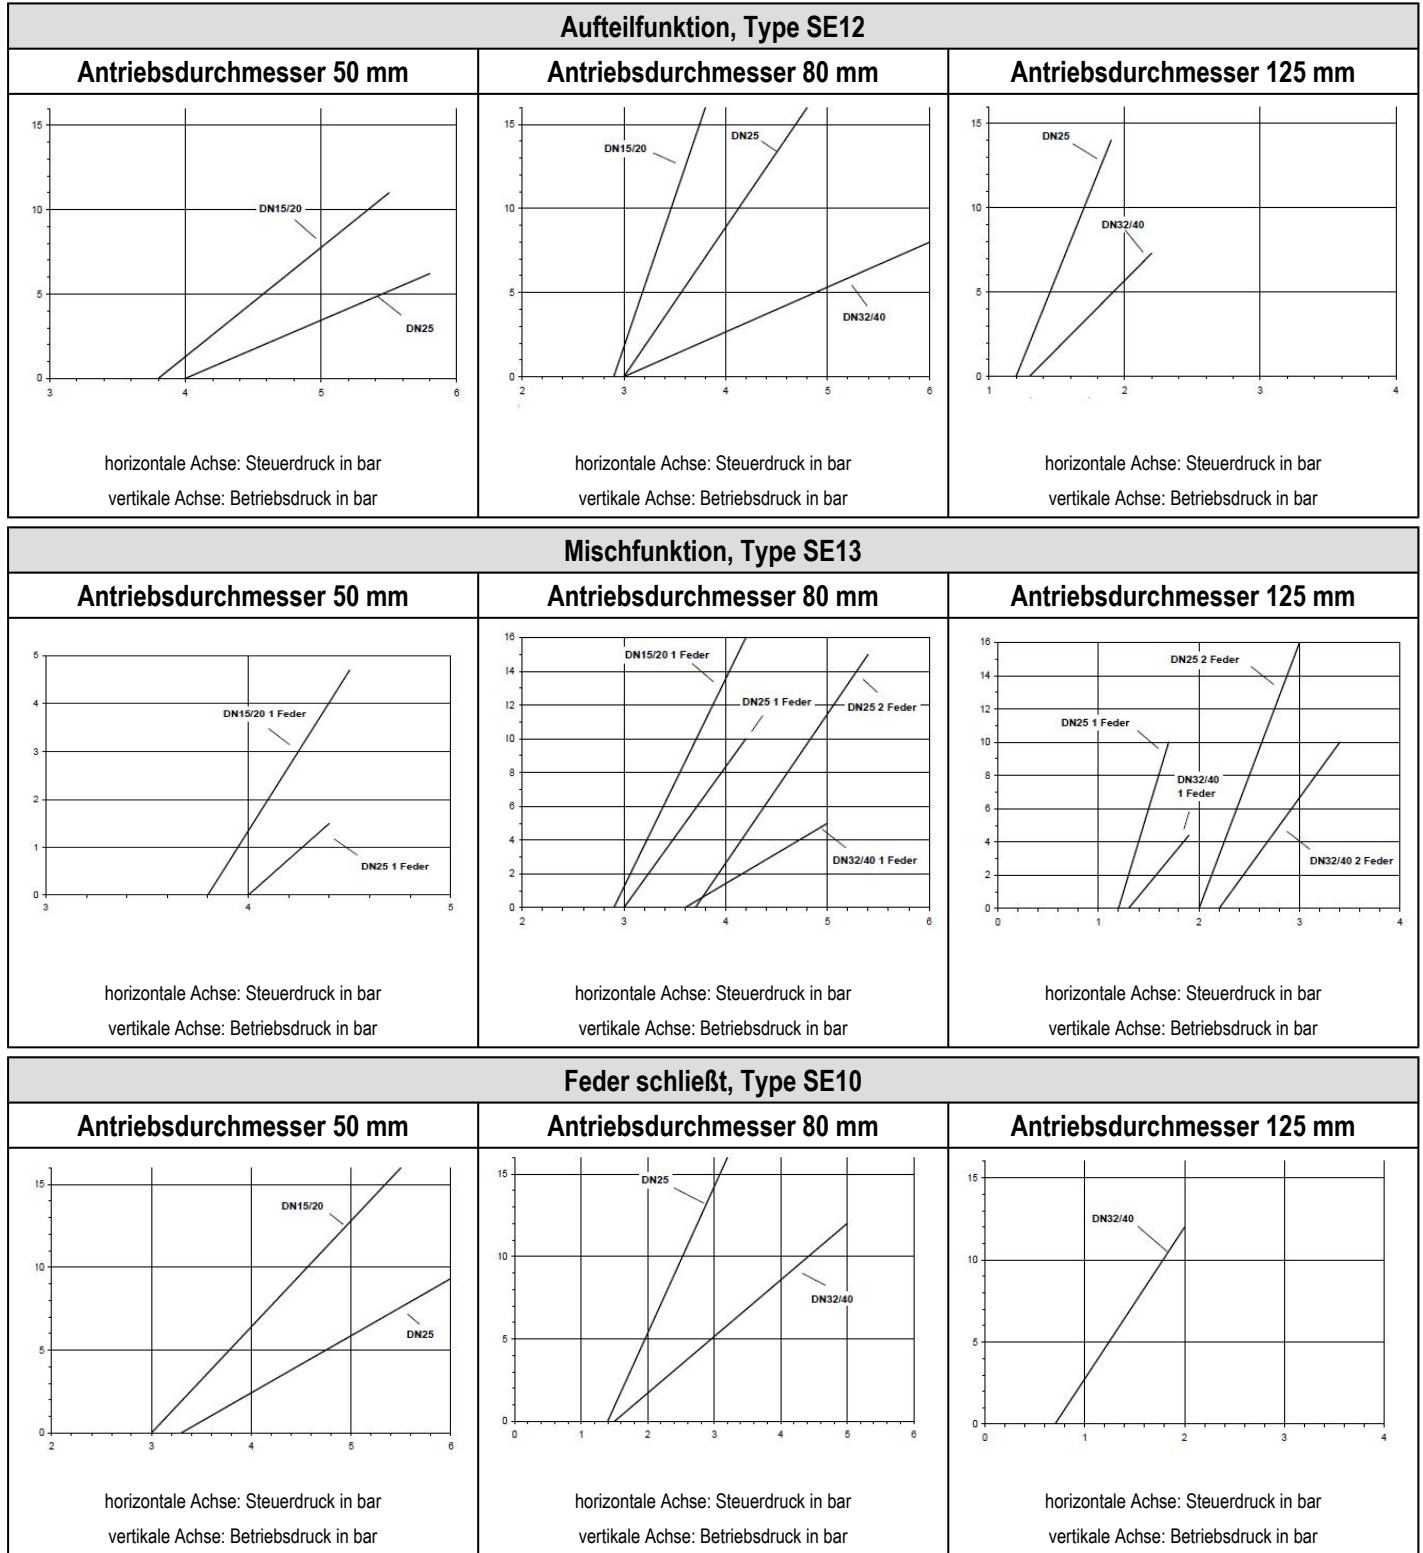 Aufteilfunktion, Type SE12
Antriebsdurchmesser 50 mm
Antriebsdurchmesser 80 mm
Antriebsdurchmesser 125 mm
15
10
5
0
3
4
5
6
DN15/20
DN25
15
10
5
0
2
3
4
5
6
DN15/20
DN25
DN32/40
15
10
5
0
1
2
3
4
DN25
DN32/40
horizontale Achse: Steuerdruck in bar
vertikale Achse: Betriebsdruck in bar
horizontale Achse: Steuerdruck in bar
vertikale Achse: Betriebsdruck in bar
horizontale Achse: Steuerdruck in bar
vertikale Achse: Betriebsdruck in bar
Mischfunktion, Type SE13
Antriebsdurchmesser 50 mm
Antriebsdurchmesser 80 mm
Antriebsdurchmesser 125 mm
5
4
3
2
1
0
3
4
5
DN15/20 1 Feder
DN25 1 Feder
16
14
12
10
8
6
4
2
0
2
3
4
5
6
DN15/20 1 Feder
DN25 1 Feder
DN25 2 Feder
DN32/40 1 Feder
16
14
12
10
8
6
4
2
0
0
1
2
3
4
DN25 2 Feder
DN25 1 Feder
DN32/40
1 Feder
DN32/40 2 Feder
horizontale Achse: Steuerdruck in bar
vertikale Achse: Betriebsdruck in bar
horizontale Achse: Steuerdruck in bar
vertikale Achse: Betriebsdruck in bar
horizontale Achse: Steuerdruck in bar
vertikale Achse: Betriebsdruck in bar
Feder schließt, Type SE10
Antriebsdurchmesser 50 mm
Antriebsdurchmesser 80 mm
Antriebsdurchmesser 125 mm
15
10
5
0
2
3
4
5
6
DN15/20
DN25
15
10
5
0
0
1
2
3
4
5
6
DN25
DN32/40
15
10
5
0
0
1
2
3
4
DN32/40
horizontale Achse: Steuerdruck in bar
vertikale Achse: Betriebsdruck in bar
horizontale Achse: Steuerdruck in bar
vertikale Achse: Betriebsdruck in bar
horizontale Achse: Steuerdruck in bar
vertikale Achse: Betriebsdruck in bar